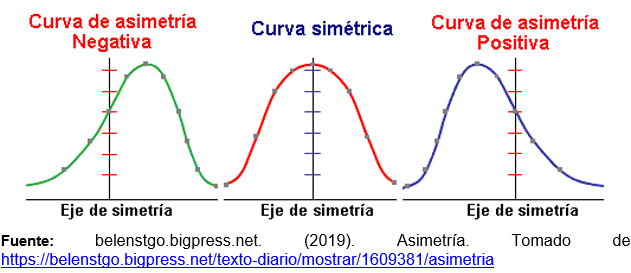 Curva de asimetría
Negativa
Curva simétrica
Curva de asimetría
Positiva
Eje de simetría
Eje de simetría
Eje de simetría
Fuente: belenstgo.bigpress.net. (2019). Asimetría. Tomado de
https://belenstgo.bigpress.net/texto-diario/mostrar/1609381/asimetria